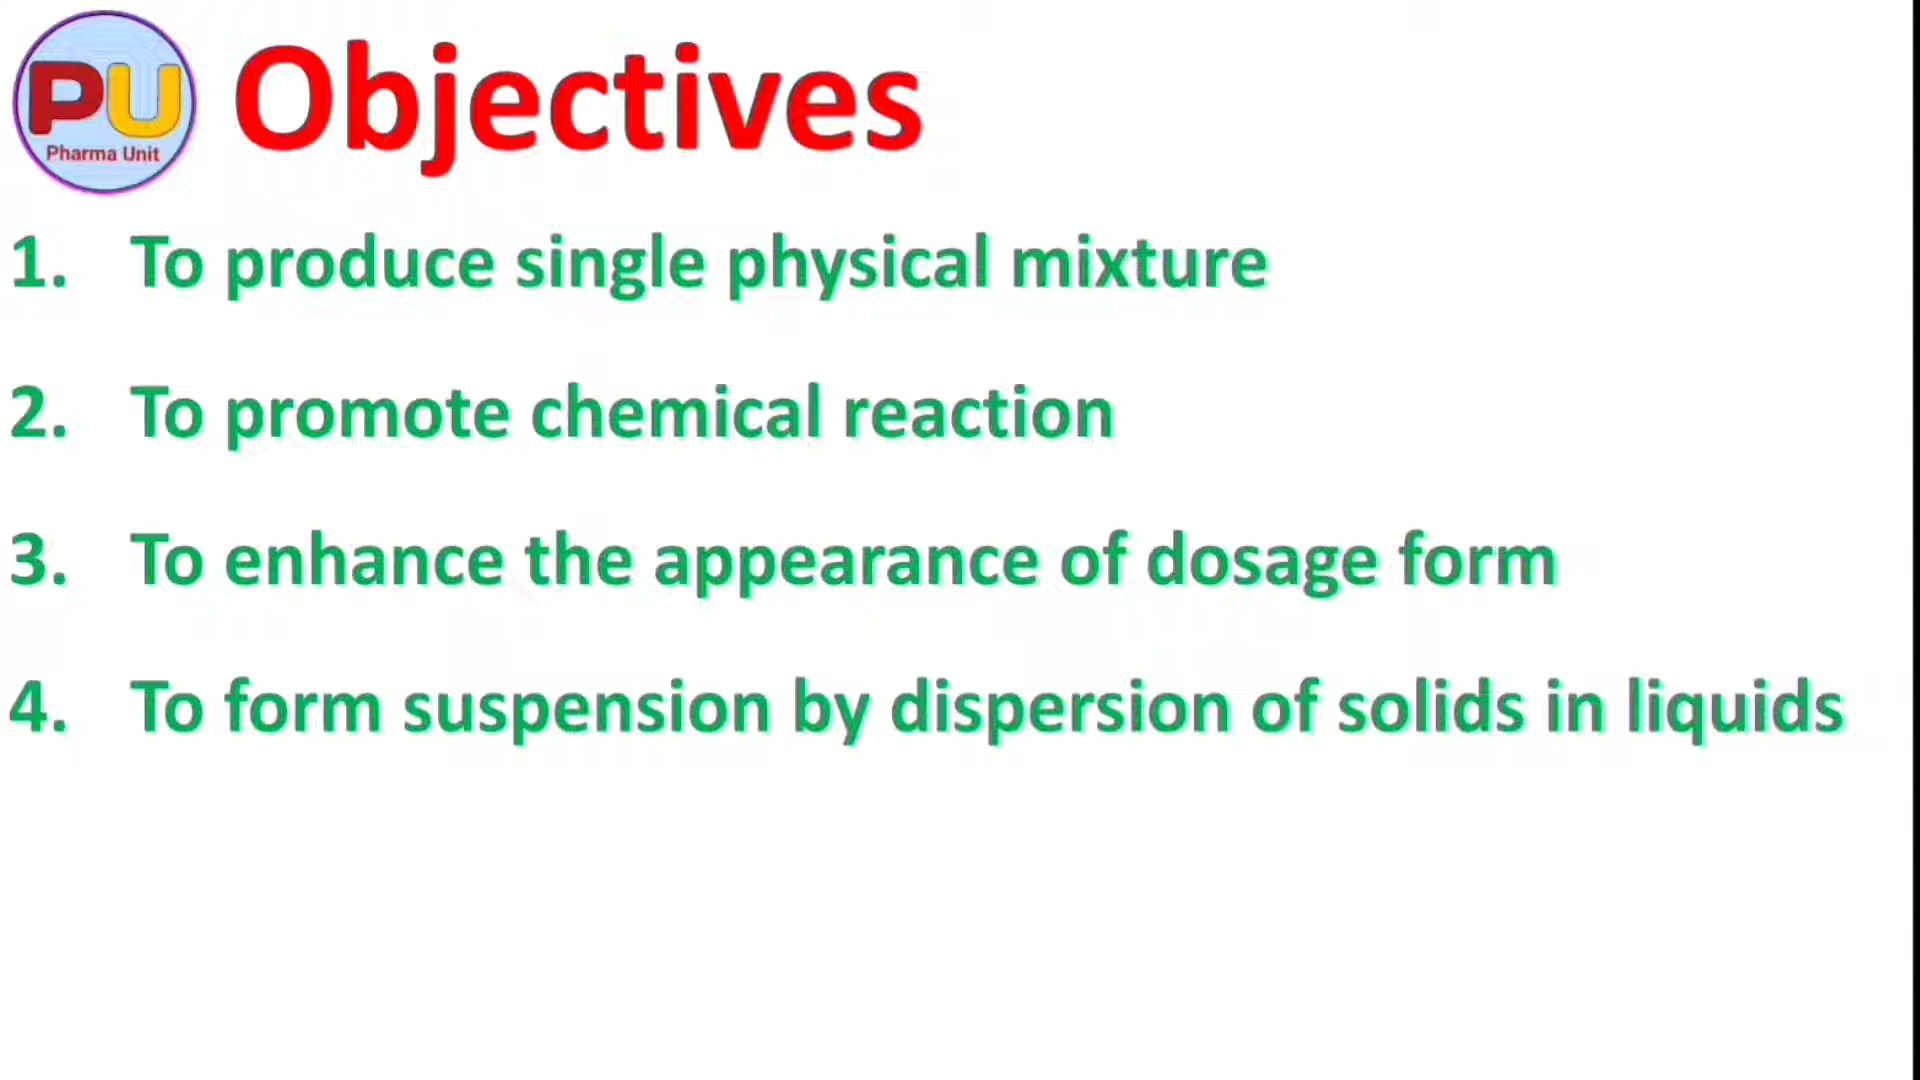 PU
Pharma Unit
Objectives
1. To produce single physical mixture
2. To promote chemical reaction
3. To enhance the appearance of dosage form
4. To form suspension by dispersion of solids in liquids